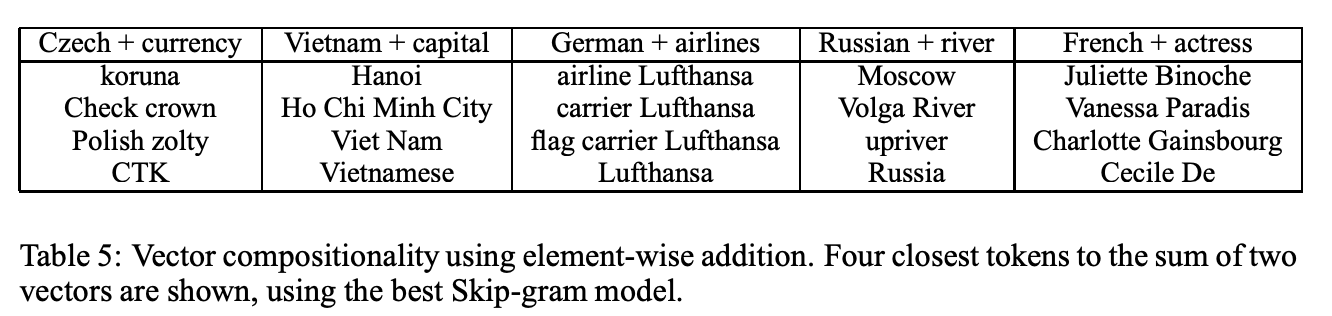 Czech + currency Vietnam + capital German + airlines Russian + river French + actress
koruna Hanoi airline Lufthansa Moscow Juliette Binoche
Check crown Ho Chi Minh City carrier Lufthansa Volga River Vanessa Paradis
Polish zolty Viet Nam flag carrier Lufthansa upriver Charlotte Gainsbourg
CTK Vietnamese Lufthansa Russia Cecile De
Table 5: Vector compositionality using element-wise addition. Four closest tokens to the sum of two
vectors are shown, using the best Skip-gram model.